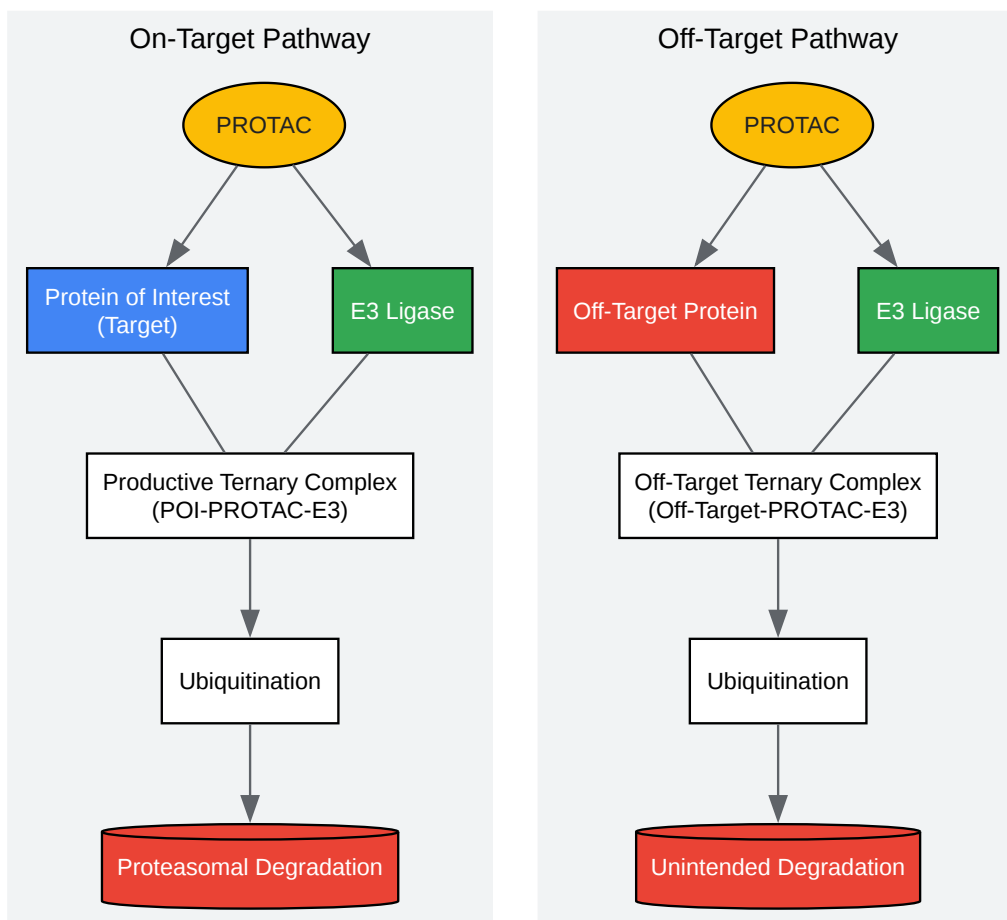 On-Target Pathway
PROTAC
Protein of Interest
(Target)
E3 Ligase
Productive Ternary Complex
(POI-PROTAC-E3)
Ubiquitination
Proteasomal Degradation
Off-Target Pathway
PROTAC
Off-Target Protein
E3 Ligase
Off-Target Ternary Complex
(Off-Target-PROTAC-E3)
Ubiquitination
Unintended Degradation